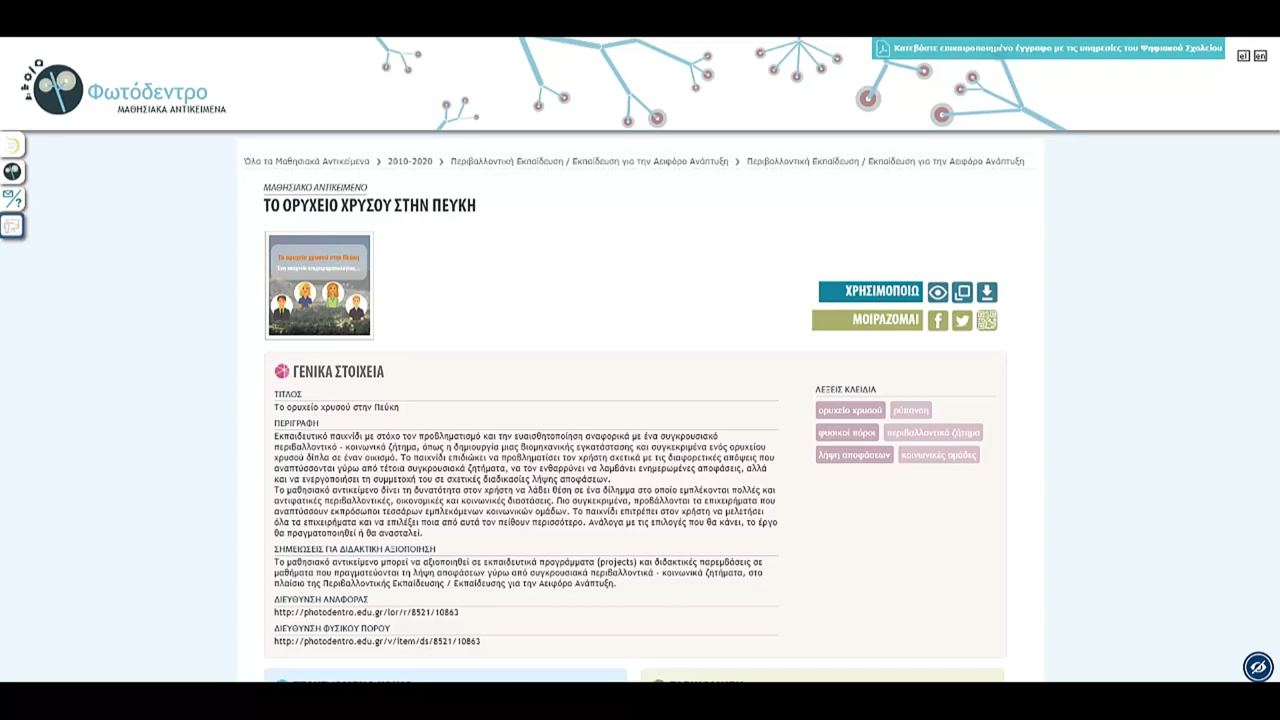 Κατεβάστε επικαιροποιημένο έγγραφο με τις υπηρεσίες του Ψηφιακού Σχολείου
el en
Φωτόδεντρο
ΜΑΘΗΣΙΑΚΑ ΑΝΤΙΚΕΙΜΕΝΑ
Όλα τα Μαθησιακά Αντικείμενα > 2010-2020 > Περιβαλλοντική Εκπαίδευση / Εκπαίδευση για την Αειφόρο Ανάπτυξη > Περιβαλλοντική Εκπαίδευση / Εκπαίδευση για την Αειφόρο Ανάπτυξη
ΜΑΘΗΣΙΑΚΟ ΑΝΤΙΚΕΙΜΕΝΟ
ΤΟ ΟΡΥΧΕΙΟ ΧΡΥΣΟΥ ΣΤΗΝ ΠΕΥΚΗ
Το ορυχείο χρυσού στην Πεύκη
Ένα παιχνίδι επιχειρηματολογίας...
ΧΡΗΣΙΜΟΠΟΙΩ
ΜΟΙΡΑΖΟΜΑΙ
ΓΕΝΙΚΑ ΣΤΟΙΧΕΙΑ
ΤΙΤΛΟΣ
Το ορυχείο χρυσού στην Πεύκη
ΠΕΡΙΓΡΑΦΗ
Εκπαιδευτικό παιχνίδι με στόχο τον προβληματισμό και την ευαισθητοποίηση αναφορικά με ένα συγκρουσιακό
περιβαλλοντικό - κοινωνικό ζήτημα, όπως η δημιουργία μιας βιομηχανικής εγκατάστασης και συγκεκριμένα ενός ορυχείου
χρυσού δίπλα σε έναν οικισμό. Το παιχνίδι επιδιώκει να προβληματίσει τον χρήστη σχετικά με τις διαφορετικές απόψεις που
αναπτύσσονται γύρω από τέτοια συγκρουσιακά ζητήματα, να τον ενθαρρύνει να λαμβάνει ενημερωμένες αποφάσεις, αλλά
και να ενεργοποιήσει τη συμμετοχή του σε σχετικές διαδικασίες λήψης αποφάσεων.
Το μαθησιακό αντικείμενο δίνει τη δυνατότητα στον χρήστη να λάβει θέση σε ένα δίλημμα στο οποίο εμπλέκονται πολλές και
αντιφατικές περιβαλλοντικές, οικονομικές και κοινωνικές διαστάσεις. Πιο συγκεκριμένα, προβάλλονται τα επιχειρήματα που
αναπτύσσουν εκπρόσωποι τεσσάρων εμπλεκόμενων κοινωνικών ομάδων. Το παιχνίδι επιτρέπει στον χρήστη να μελετήσει
όλα τα επιχειρήματα και να επιλέξει ποια από αυτά τον πείθουν περισσότερο. Ανάλογα με τις επιλογές που θα κάνει, το έργο
θα πραγματοποιηθεί ή θα ανασταλεί.
ΣΗΜΕΙΩΣΕΙΣ ΓΙΑ ΔΙΔΑΚΤΙΚΗ ΑΞΙΟΠΟΙΗΣΗ
Το μαθησιακό αντικείμενο μπορεί να αξιοποιηθεί σε εκπαιδευτικά προγράμματα (projects) και διδακτικές παρεμβάσεις σε
μαθήματα που πραγματεύονται τη λήψη αποφάσεων γύρω από συγκρουσιακά περιβαλλοντικά - κοινωνικά ζητήματα, στο
πλαίσιο της Περιβαλλοντικής Εκπαίδευσης / Εκπαίδευσης για την Αειφόρο Ανάπτυξη.
ΔΙΕΥΘΥΝΣΗ ΑΝΑΦΟΡΑΣ
http://photodentro.edu.gr/lor/r/8521/10863
ΔΙΕΥΘΥΝΣΗ ΦΥΣΙΚΟΥ ΠΟΡΟΥ
http://photodentro.edu.gr/v/item/ds/8521/10863
ΛΕΞΕΙΣ ΚΛΕΙΔΙΑ
ορυχείο χρυσού ρύπανση
φυσικοί πόροι περιβαλλοντικό ζήτημα
λήψη αποφάσεων κοινωνικές ομάδες